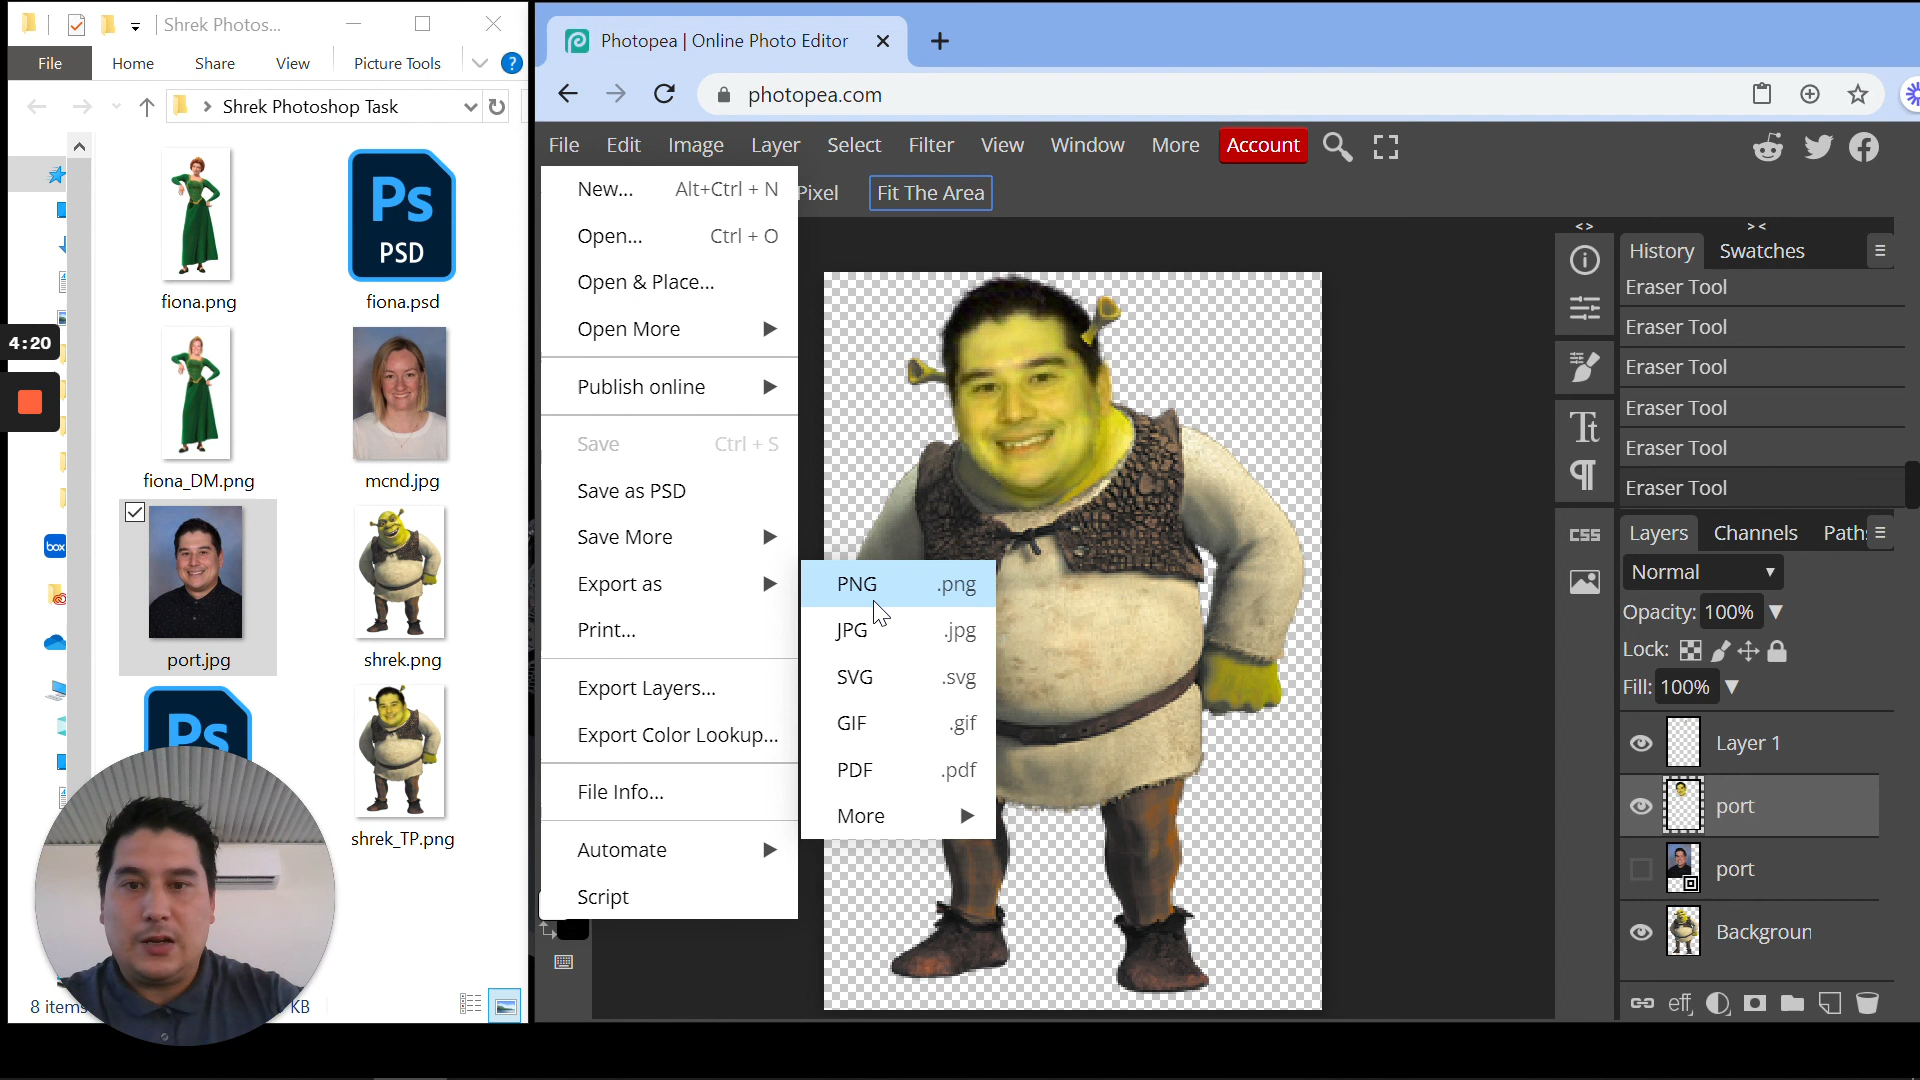 Shrek Photos...
File Home Share View Picture Tools
Shrek Photoshop Task
fiona.png
Ps
PSD
fiona.psd
4:20
fiona_DM.png
mcnd.jpg
box
port.jpg
shrek.png
Ps
shrek_TP.png
8 items
KB
Photopea | Online Photo Editor
photopea.com
File Edit Image Layer Select Filter View Window More Account
Pixel Fit The Area
New... Alt+Ctrl + N
Open... Ctrl + O
Open & Place...
Open More
Publish online
Save Ctrl + S
Save as PSD
Save More
Export as
Print...
Export Layers...
Export Color Lookup...
File Info...
Automate
Script
PNG .png
JPG .jpg
SVG .svg
GIF .gif
PDF .pdf
More
< > > <
History Swatches
Eraser Tool
Eraser Tool
Eraser Tool
Eraser Tool
Eraser Tool
Eraser Tool
Tt
CSS
Layers Channels Path
Normal
Opacity: 100%
Lock:
Fill: 100%
Layer 1
port
port
Backgroun
eff